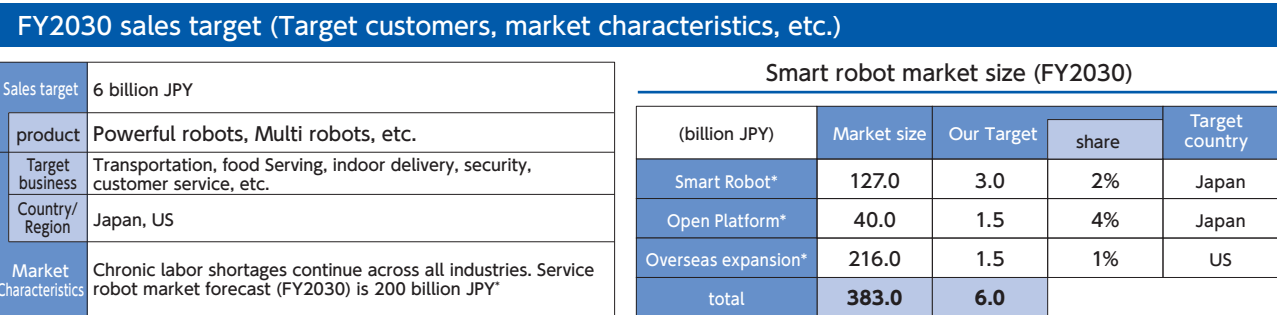 FY2030 sales target (Target customers, market characteristics, etc.)
Sales target
6 billion JPY
product
Powerful robots, Multi robots, etc.
Target
business
Transportation, food Serving, indoor delivery, security,
customer service, etc.
Country/
Region
Japan, US
Market
Characteristics
Chronic labor shortages continue across all industries. Service
robot market forecast (FY2030) is 200 billion JPY*
Smart robot market size (FY2030)
(billion JPY)
Market size
Our Target
share
Target
country
Smart Robot*
127.0
3.0
2%
Japan
Open Platform*
40.0
1.5
4%
Japan
Overseas expansion*
216.0
1.5
1%
US
total
383.0
6.0